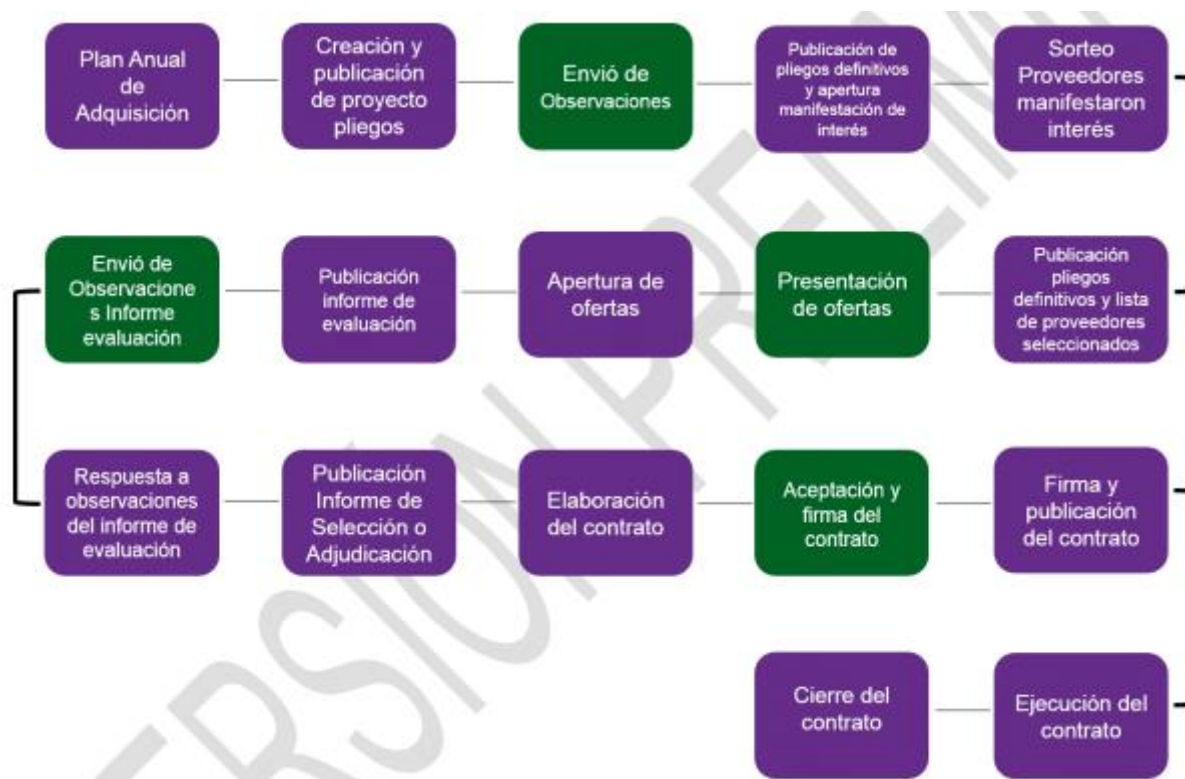 Plan Anual
de
Adquisición
Creación y
publicación
de proyecto
pliegos
Envió de
Observaciones
Publicación de
pliegos definitivos
y apertura
manifestación de
interés
Sorteo
Proveedores
manifestaron
interés
Envió de
Observacione
s Informe
evaluación
Publicación
informe de
evaluación
Apertura de
ofertas
Presentación
de ofertas
Publicación
pliegos
definitivos y lista
de proveedores
seleccionados
Respuesta a
observaciones
del informe de
evaluación
Publicación
Informe de
Selección o
Adjudicación
Elaboración
del contrato
Aceptación y
firma del
contrato
Firma y
publicación
del contrato
Cierre del
contrato
Ejecución del
contrato
ERSIÓN PRELIM